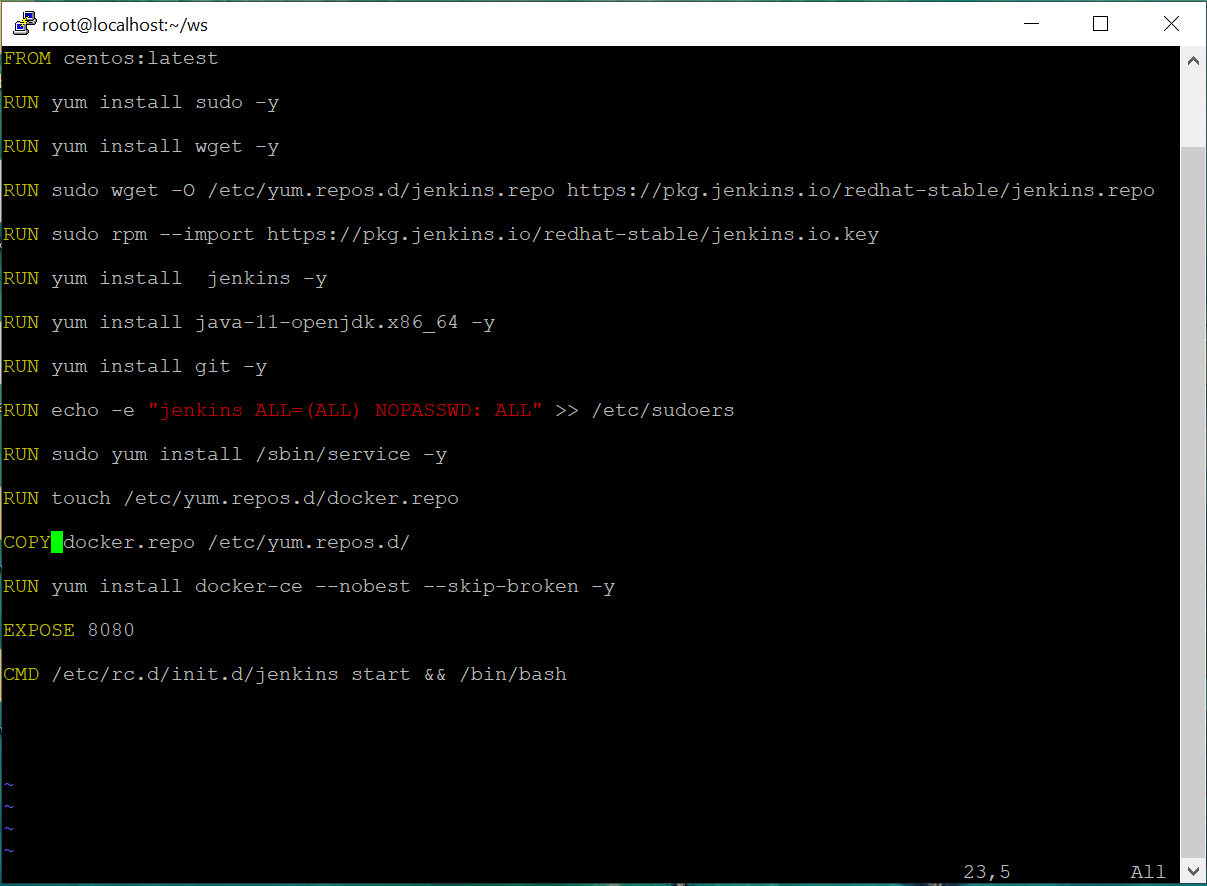 root@localhost:~/ws
FROM centos:latest
RUN yum install sudo -y
RUN yum install wget -y
RUN sudo wget -O /etc/yum.repos.d/jenkins.repo https://pkg.jenkins.io/redhat-stable/jenkins.repo
RUN sudo rpm --import https://pkg.jenkins.io/redhat-stable/jenkins.io.key
RUN yum install  jenkins -y
RUN yum install java-11-openjdk.x86_64 -y
RUN yum install git -y
RUN echo -e "jenkins ALL=(ALL) NOPASSWD: ALL" >> /etc/sudoers
RUN sudo yum install /sbin/service -y
RUN touch /etc/yum.repos.d/docker.repo
COPY docker.repo /etc/yum.repos.d/
RUN yum install docker-ce --nobest --skip-broken -y
EXPOSE 8080
CMD /etc/rc.d/init.d/jenkins start && /bin/bash
~
~
~
~
23,5 All